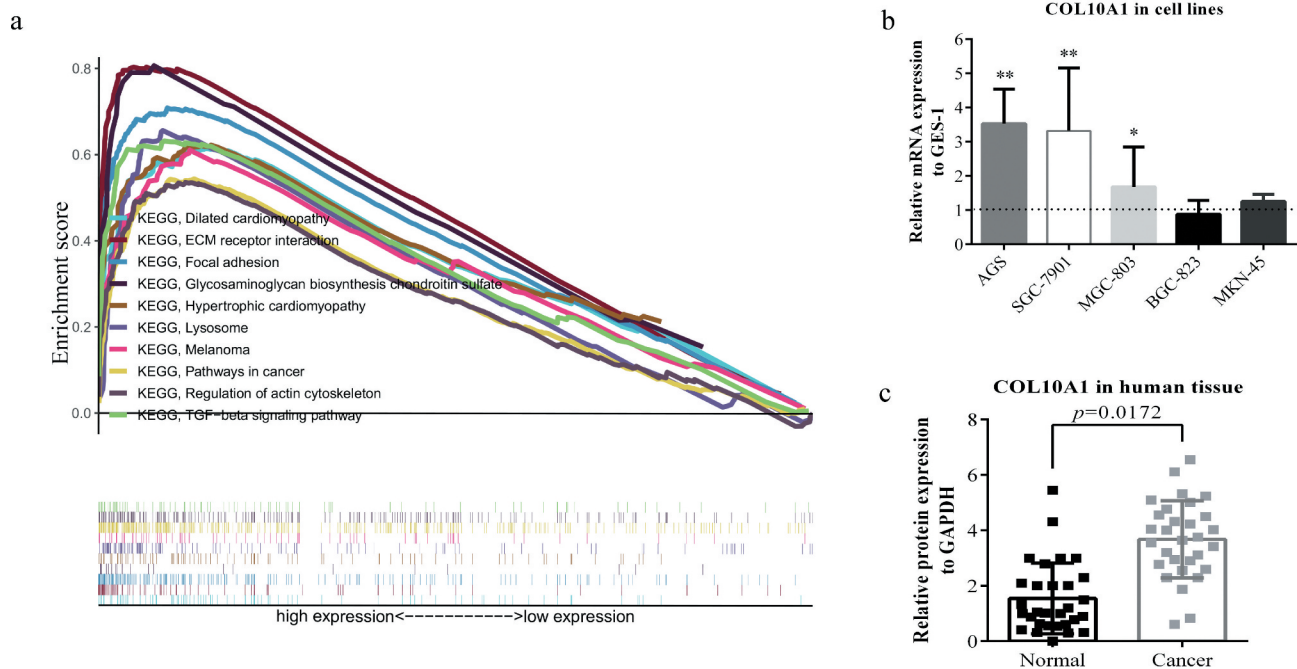 a
Enrichment score
0.8
0.6
0.4
0.2
0.0
KEGG, Dilated cardiomyopathy
KEGG, ECM receptor interaction
KEGG, Focal adhesion
KEGG, Glycosaminoglycan biosynthesis chondroitin sulfate
KEGG, Hypertrophic cardiomyopathy
KEGG, Lysosome
KEGG, Melanoma
KEGG, Pathways in cancer
KEGG, Regulation of actin cytoskeleton
KEGG, TGF-beta signaling pathway
high expression<------------->low expression
b
COL10A1 in cell lines
Relative mRNA expression
to GES-1
6
5
4
3
2
1
0
**
**
*
AGS
SGC-7901
MGC-803
BGC-823
MKN-45
c
COL10A1 in human tissue
p=0.0172
Relative protein expression
to GAPDH
8
6
4
2
0
Normal
Cancer